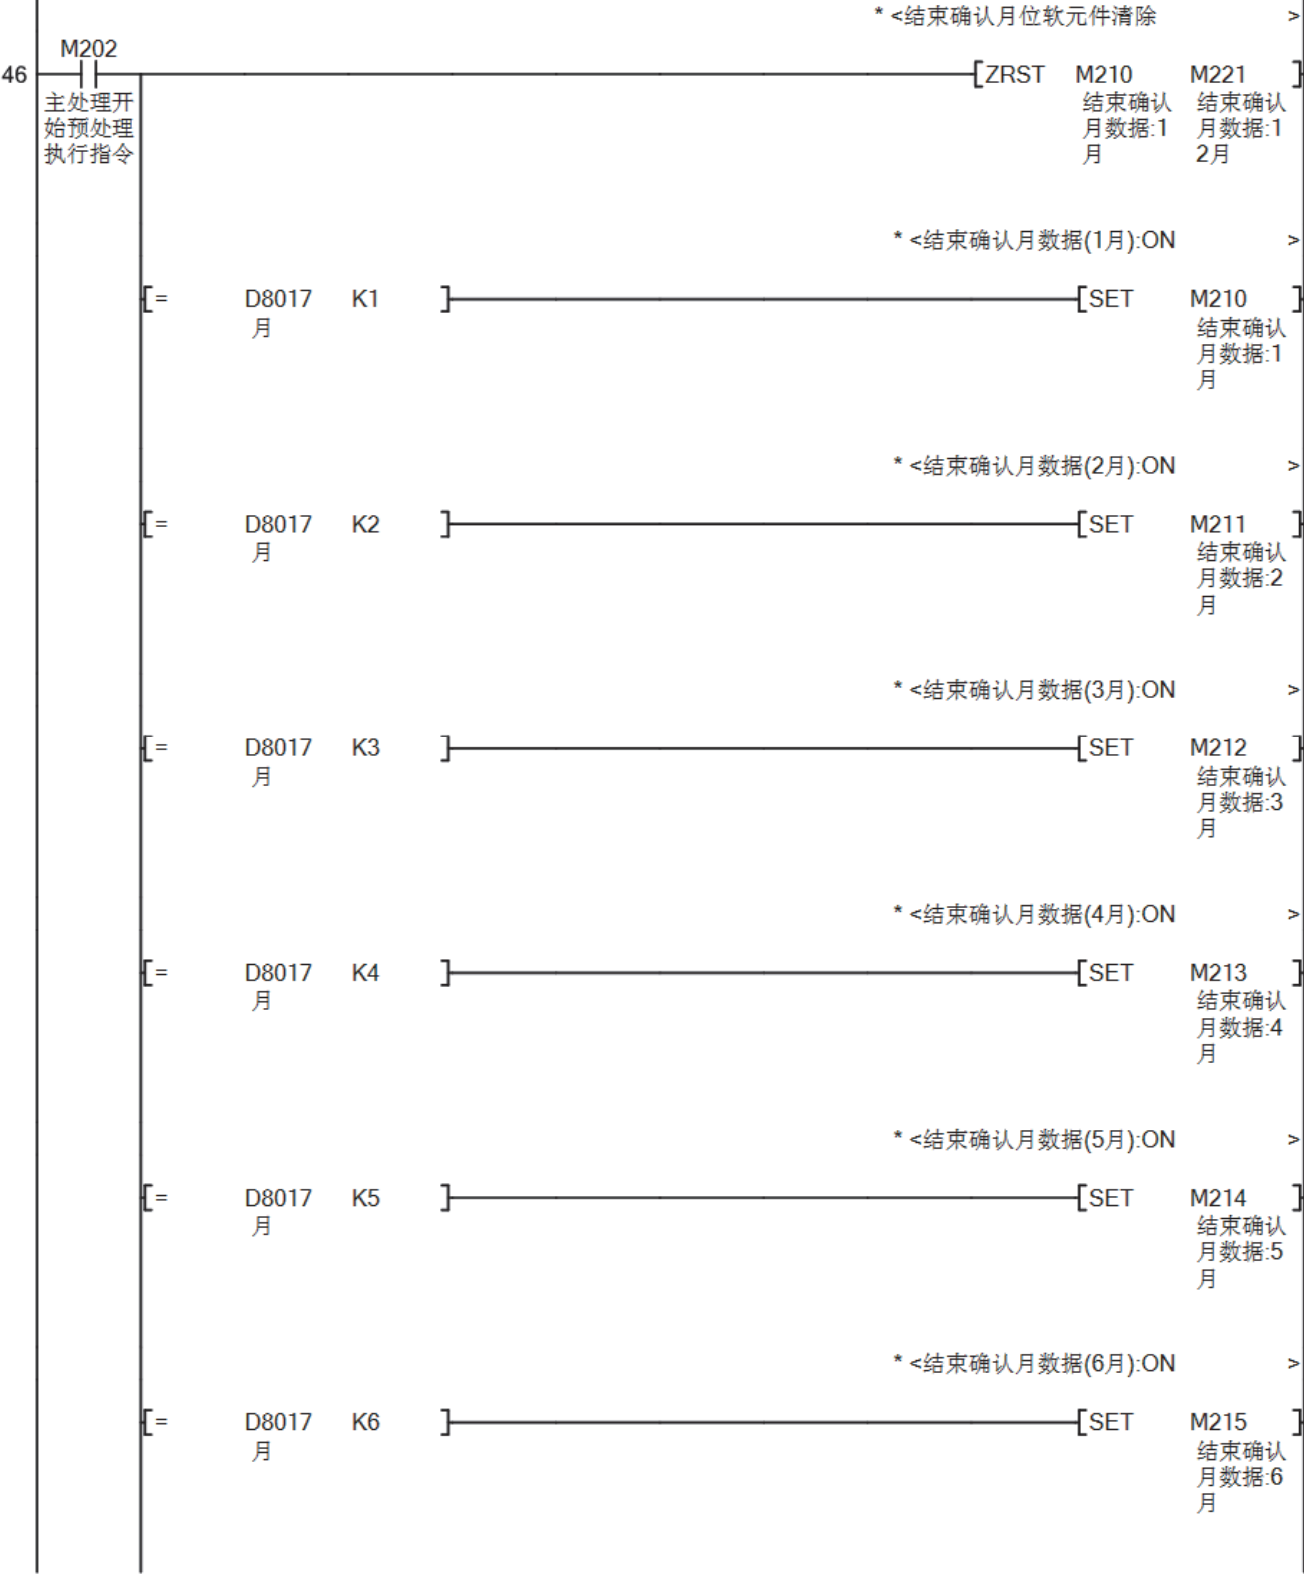 * <结束确认月位软元件清除 >
M202
46 [ZRST M210 M221 ]
主处理开 结束确认 结束确认
始预处理 月数据:1 月数据:1
执行指令 月 2月
* <结束确认月数据(1月):ON >
[= D8017 K1 ] [SET M210 ]
月 结束确认
月数据:1
月
* <结束确认月数据(2月):ON >
[= D8017 K2 ] [SET M211 ]
月 结束确认
月数据:2
月
* <结束确认月数据(3月):ON >
[= D8017 K3 ] [SET M212 ]
月 结束确认
月数据:3
月
* <结束确认月数据(4月):ON >
[= D8017 K4 ] [SET M213 ]
月 结束确认
月数据:4
月
* <结束确认月数据(5月):ON >
[= D8017 K5 ] [SET M214 ]
月 结束确认
月数据:5
月
* <结束确认月数据(6月):ON >
[= D8017 K6 ] [SET M215 ]
月 结束确认
月数据:6
月